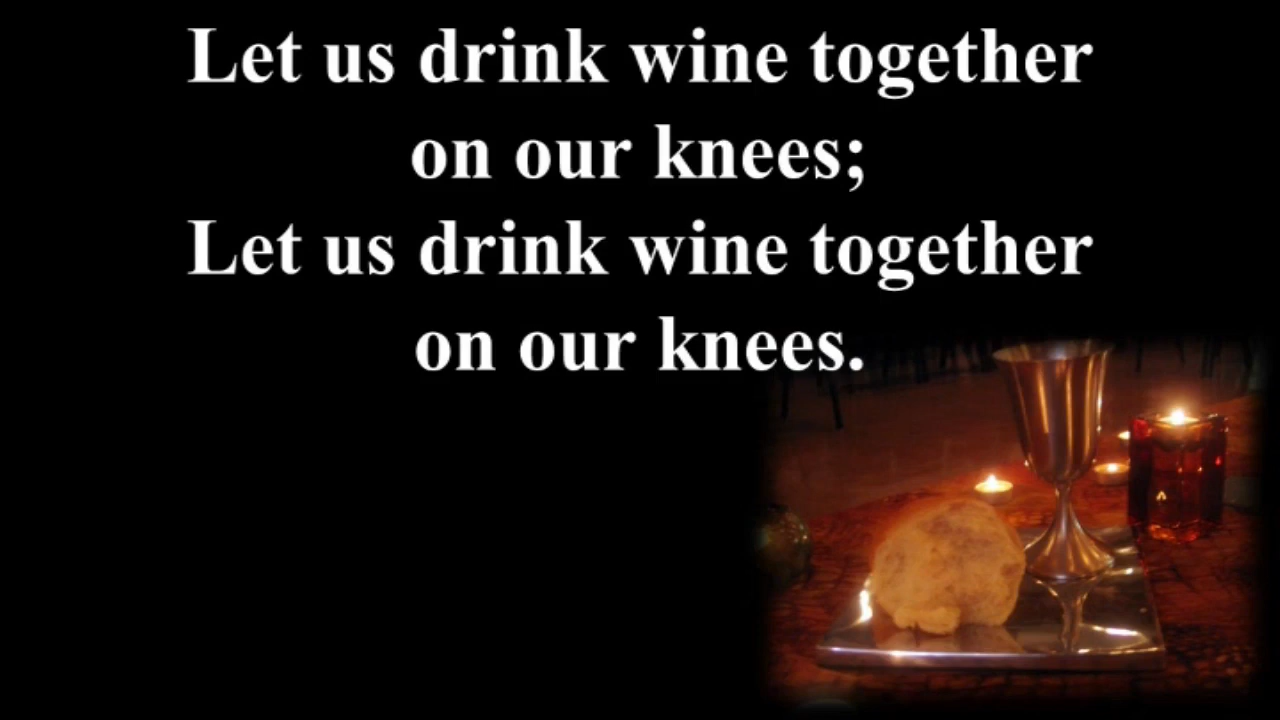 Let us drink wine together
on our knees;
Let us drink wine together
on our knees.